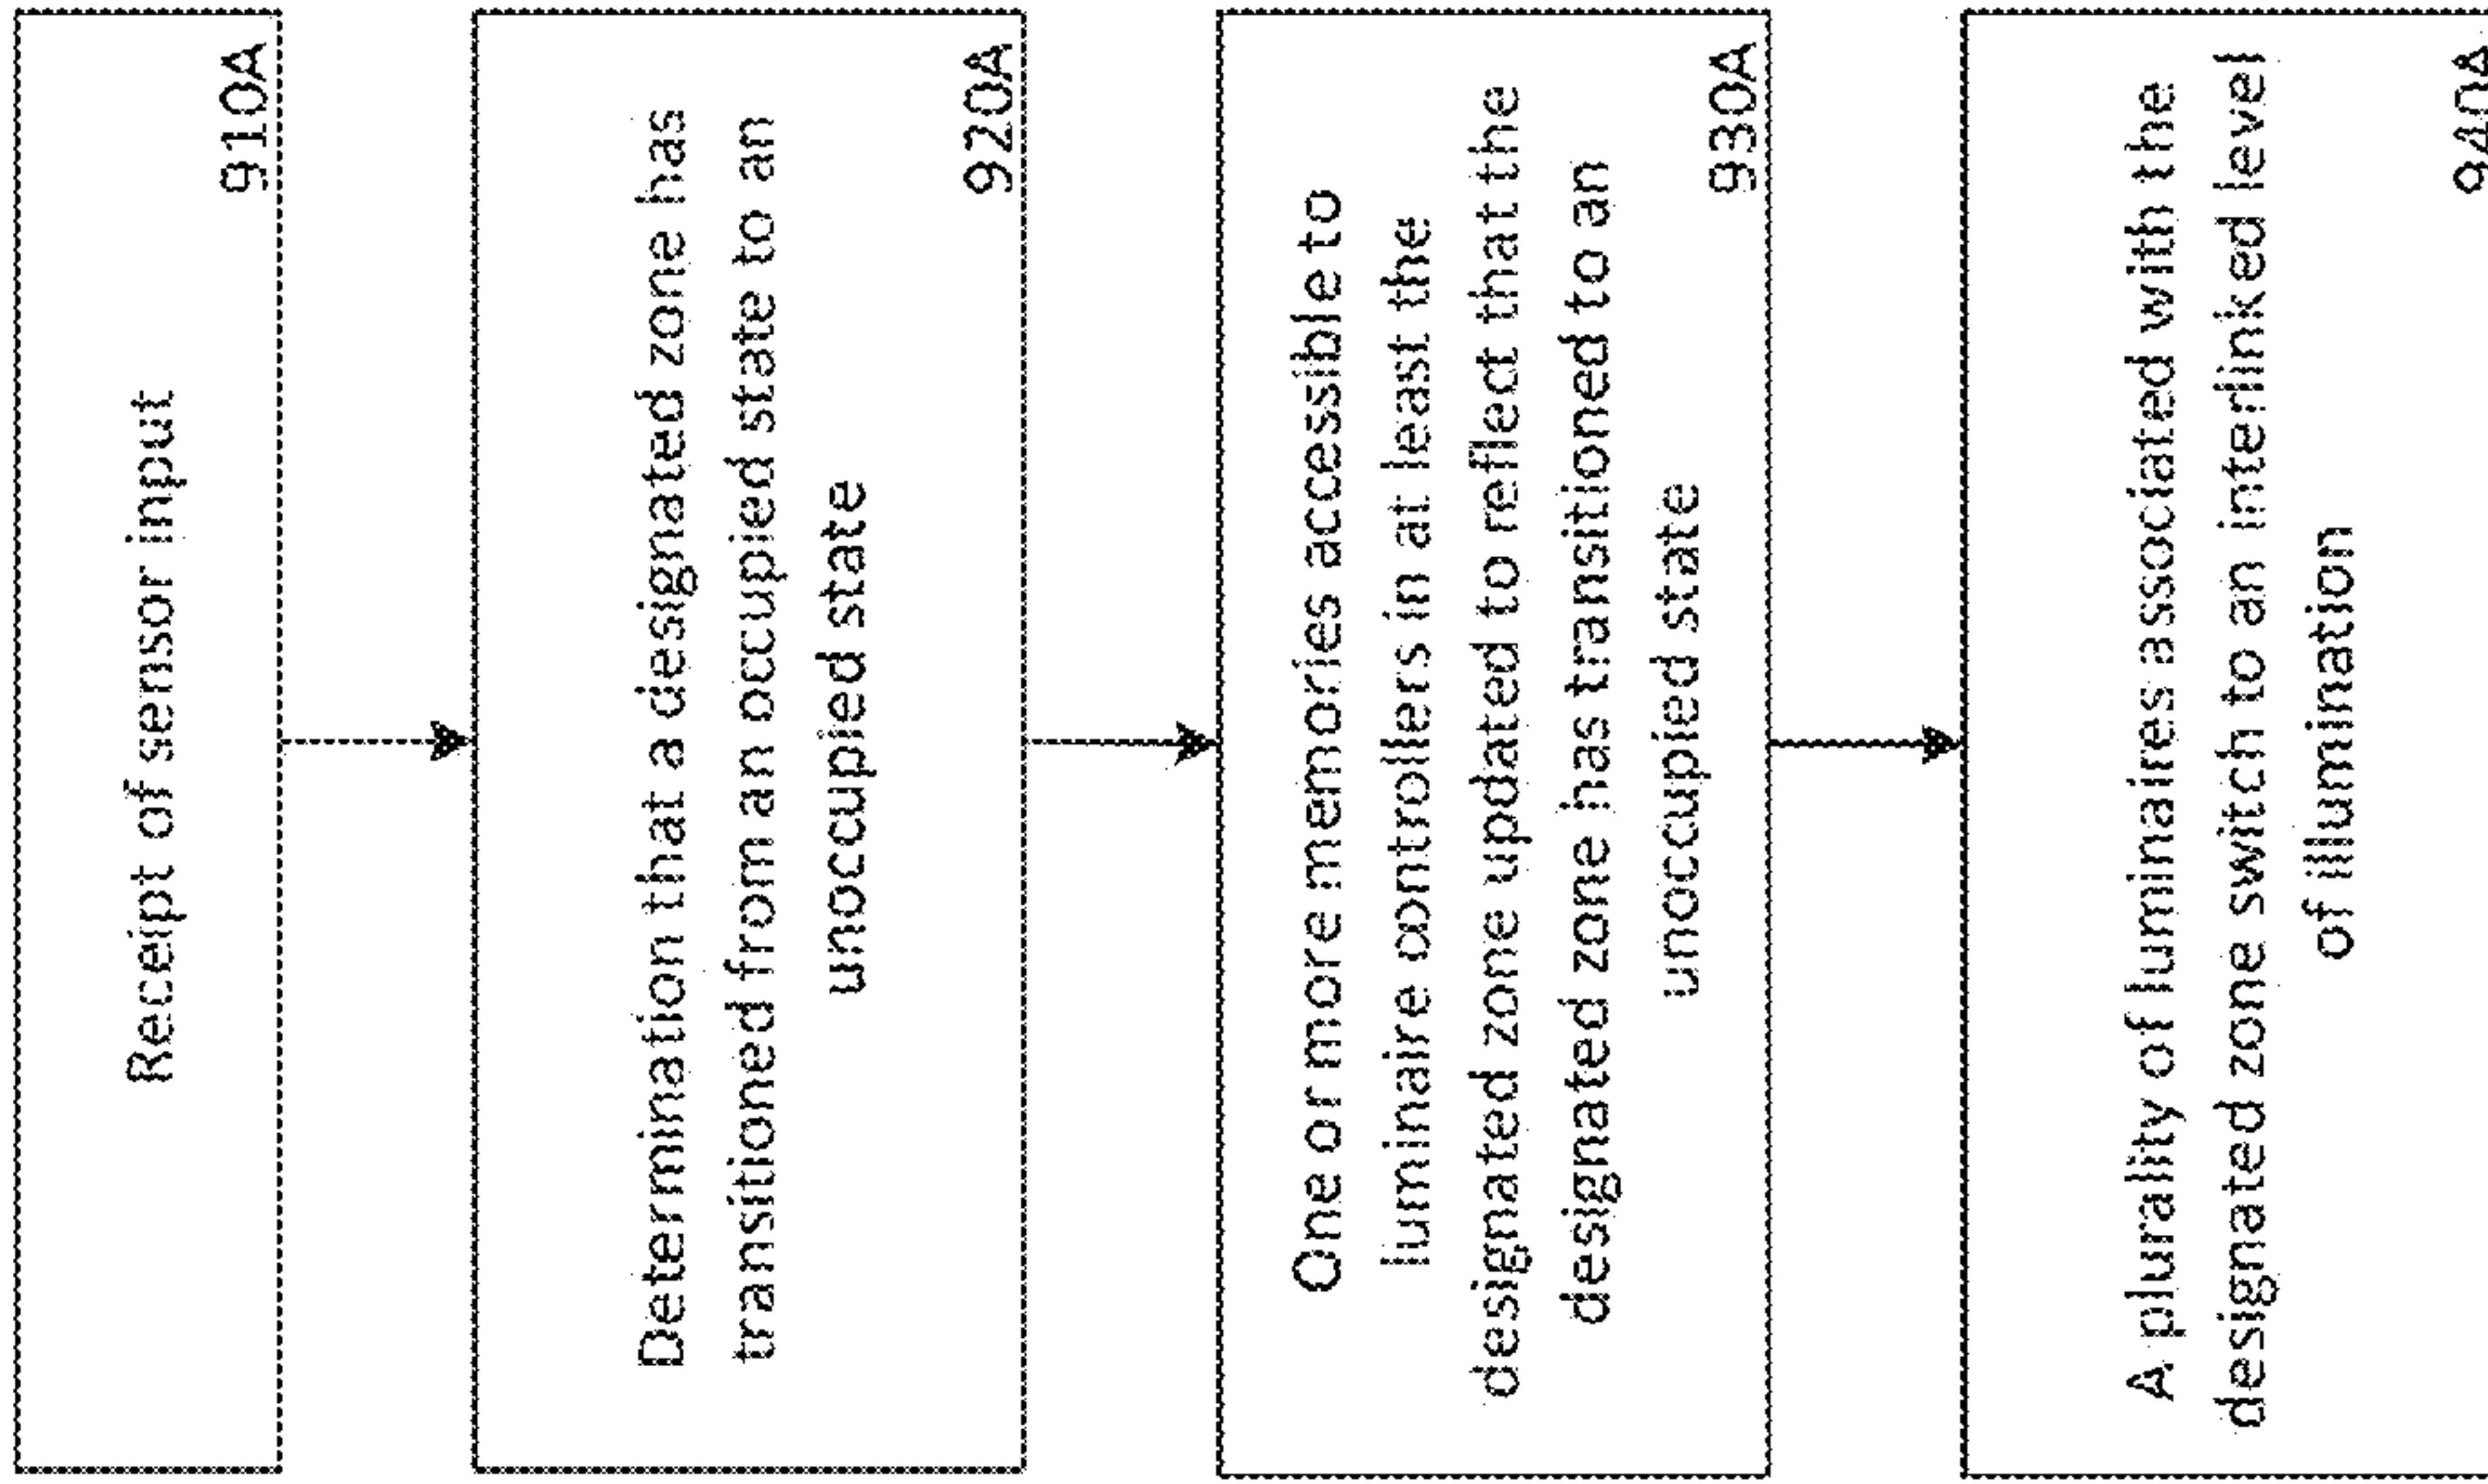 Receipt of sensor input
910A
Determination that a designated zone has
transitioned from an occupied state to an
unoccupied state
920A
One or more memories accessible to
luminaire controllers in at least the
designated zone updated to reflect that the
designated zone has transitioned to an
unoccupied state
930A
A plurality of luminaires associated with the
designated zone switch to an interlinked level
of illumination
940A